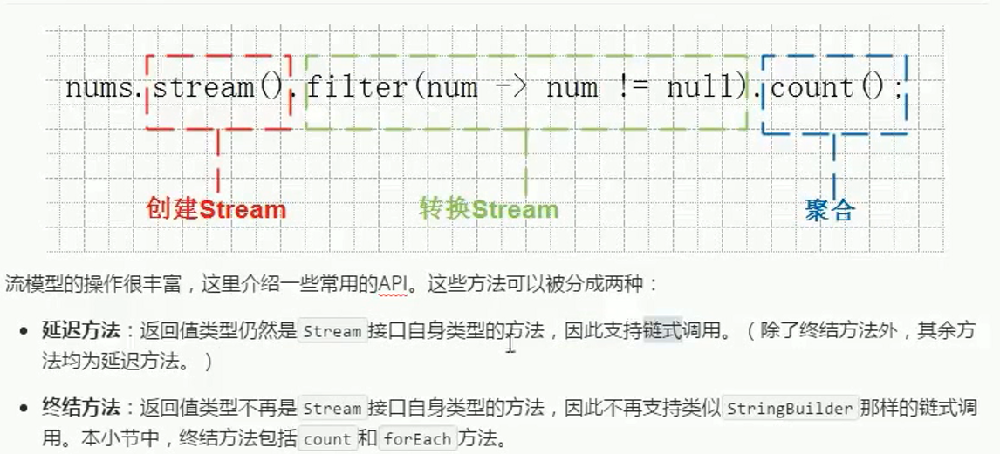 nums.stream().filter(num -> num != null).count();
创建Stream 转换Stream 聚合
流模型的操作很丰富，这里介绍一些常用的API。这些方法可以被分成两种：
• 延迟方法：返回值类型仍然是 Stream 接口自身类型的方法，因此支持链式调用。（除了终结方法外，其余方
法均为延迟方法。）
• 终结方法：返回值类型不再是 Stream 接口自身类型的方法，因此不再支持类似 StringBuilder 那样的链式调
用。本小节中，终结方法包括 count 和 forEach 方法。